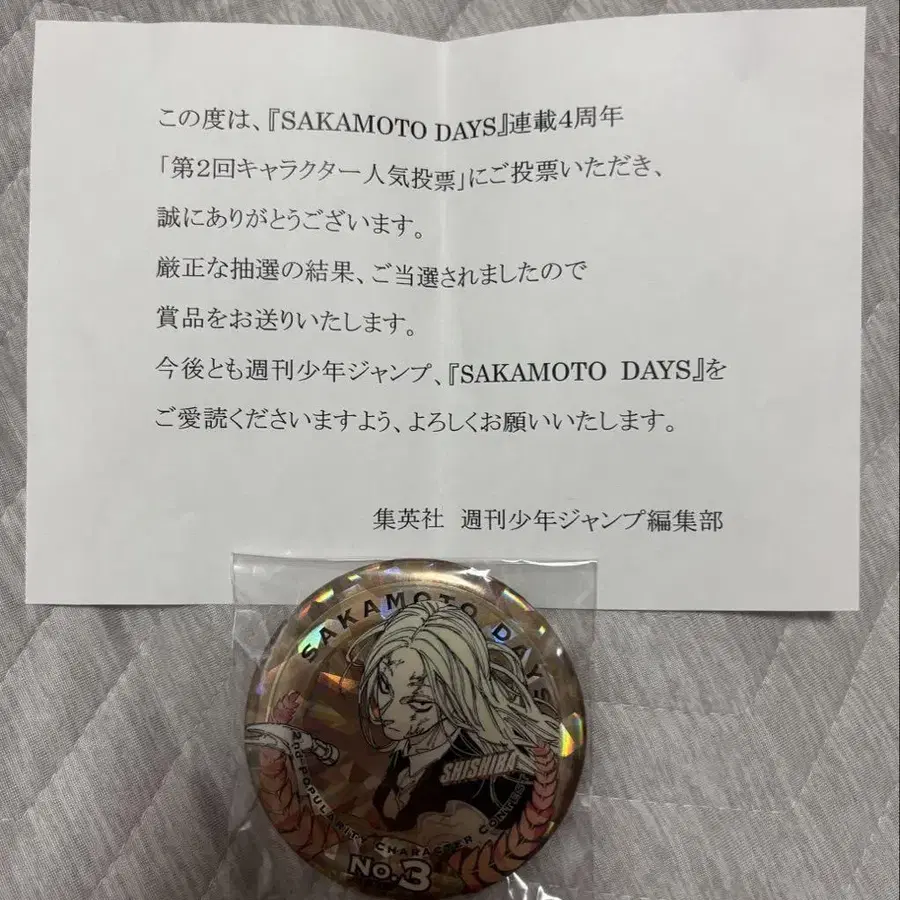 この度は、『SAKAMOTO DAYS』連載4周年
「第2回キャラクター人気投票」にご投票いただき、
誠にありがとうございます。
厳正な抽選の結果、ご当選されましたので
賞品をお送りいたします。
今後とも週刊少年ジャンプ、『SAKAMOTO DAYS』を
ご愛読くださいますよう、よろしくお願いいたします。
集英社 週刊少年ジャンプ編集部
SAKAMOTO DAYS
SHISHIBA
2nd POPULARITY CHARACTER CONTEST
No.3